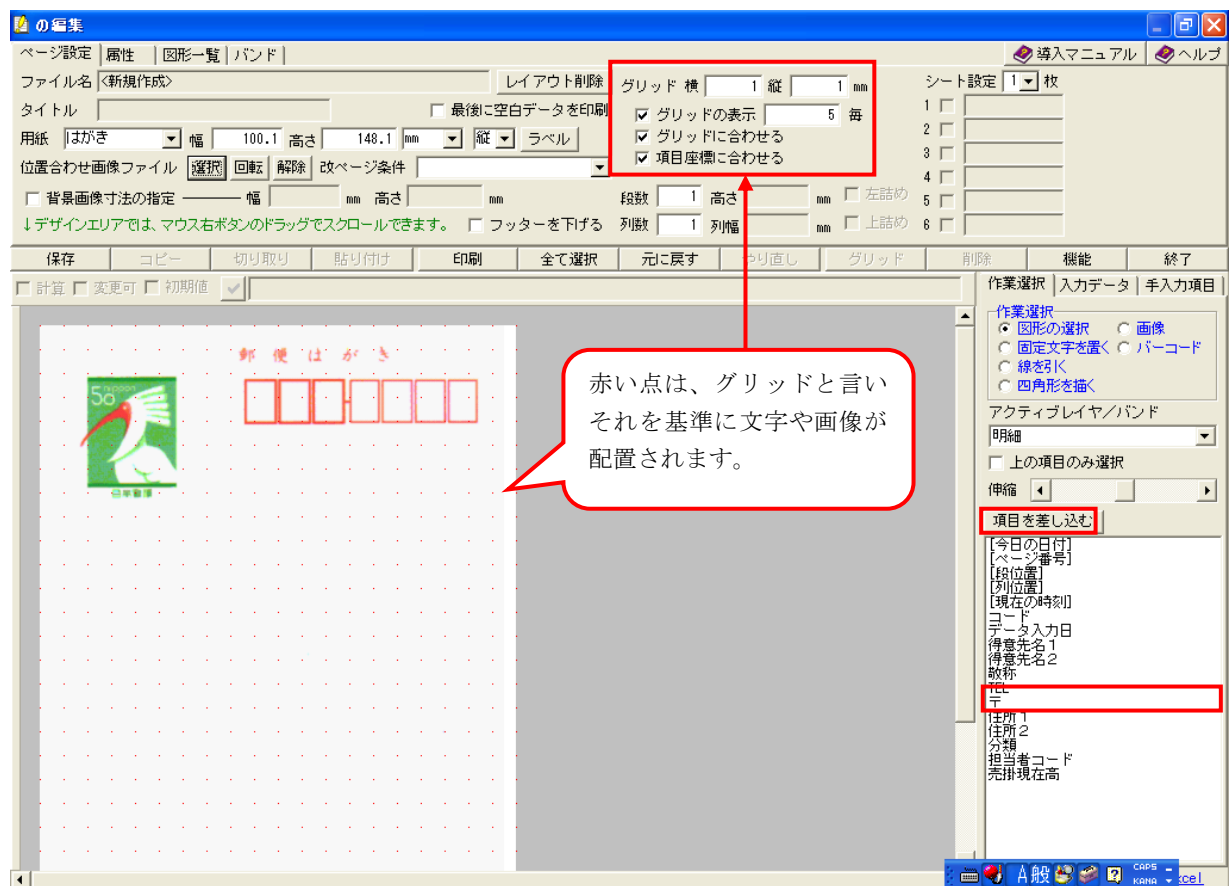 の編集
ページ設定 属性 図形一覧 バンド 導入マニュアル ヘルプ
ファイル名 <新規作成> レイアウト削除
タイトル 最後に空白データを印刷
用紙 はがき 幅 100.1 高さ 148.1 mm 縦 ラベル
位置合わせ画像ファイル 選択 回転 解除 改ページ条件
背景画像寸法の指定 幅 mm 高さ mm
↓デザインエリアでは、マウス右ボタンのドラッグでスクロールできます。 フッターを下げる
グリッド 横 1 縦 1 mm
グリッドの表示 5 毎
グリッドに合わせる
項目座標に合わせる
段数 1 高さ mm 左詰め
列数 1 列幅 mm 上詰め
シート設定 1 枚
1
2
3
4
5
6
保存 コピー 切り取り 貼り付け 印刷 全て選択 元に戻す やり直し グリッド 削除 機能 終了
計算 変更可 初期値
郵便はがき
50
nippon
日本郵便
赤い点は、グリッドと言い
それを基準に文字や画像が
配置されます。
作業選択 入力データ 手入力項目
作業選択
図形の選択 画像
固定文字を置く バーコード
線を引く
四角形を描く
アクティブレイヤ/バンド
明細
上の項目のみ選択
伸縮
項目を差し込む
[今日の日付]
[ページ番号]
[段位置]
[列位置]
[現在の時刻]
コード
データ入力日
得意先名1
得意先名2
敬称
TEL
〒
住所1
住所2
分類
担当者コード
売掛現在高
A 般 CAPS KANA